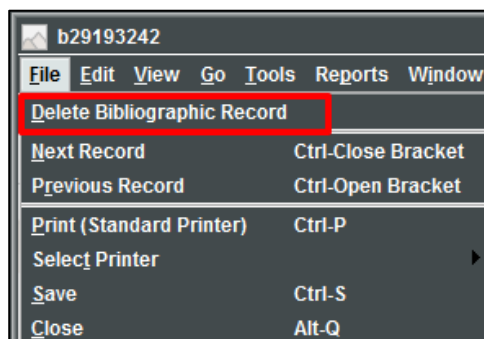 b29193242
File Edit View Go Tools Reports Window
Delete Bibliographic Record
Next Record Ctrl-Close Bracket
Previous Record Ctrl-Open Bracket
Print (Standard Printer) Ctrl-P
Select Printer
Save Ctrl-S
Close Alt-Q